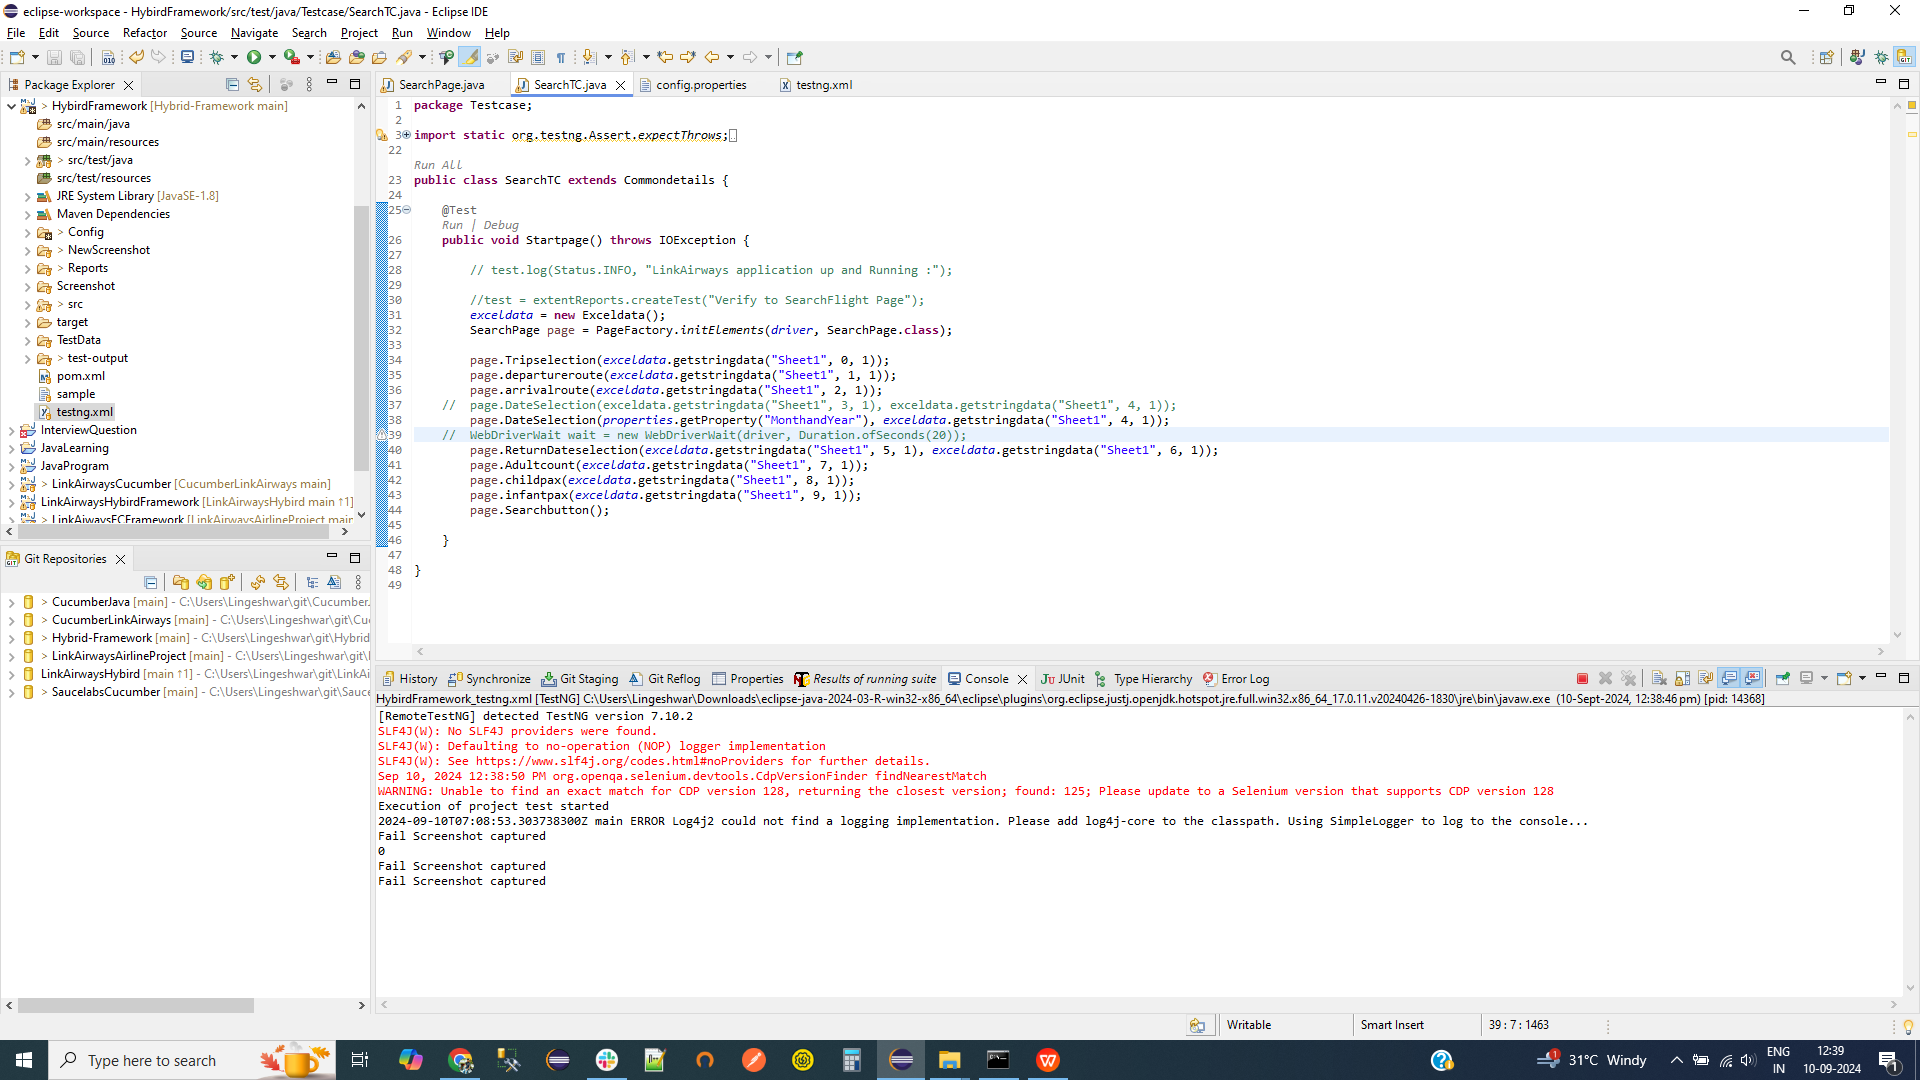 eclipse-workspace - HybirdFramework/src/test/java/Testcase/SearchTC.java - Eclipse IDE
File Edit Source Refactor Source Navigate Search Project Run Window Help
Package Explorer
HybirdFramework [Hybrid-Framework main]
src/main/java
src/main/resources
src/test/java
src/test/resources
JRE System Library [JavaSE-1.8]
Maven Dependencies
Config
NewScreenshot
Reports
Screenshot
src
target
TestData
test-output
pom.xml
sample
testng.xml
InterviewQuestion
JavaLearning
JavaProgram
LinkAirwaysCucumber [CucumberLinkAirways main]
LinkAirwaysHybirdFramework [LinkAirwaysHybird main ↑1]
LinkAirwaysECFramework [LinkAirwaysAirlineProject main
Git Repositories
> CucumberJava [main] - C:\Users\Lingeshwar\git\Cucumber.
> CucumberLinkAirways [main] - C:\Users\Lingeshwar\git\Cu
> Hybrid-Framework [main] - C:\Users\Lingeshwar\git\Hybrid
> LinkAirwaysAirlineProject [main] - C:\Users\Lingeshwar\git\
LinkAirwaysHybird [main ↑1] - C:\Users\Lingeshwar\git\LinkAi
> SaucelabsCucumber [main] - C:\Users\Lingeshwar\git\Sauce
SearchPage.java SearchTC.java config.properties testng.xml
1 package Testcase;
2
3 import static org.testng.Assert.expectThrows;
22
Run All
23 public class SearchTC extends Commondetails {
24
25 @Test
Run | Debug
26 public void Startpage() throws IOException {
27
28 // test.log(Status.INFO, "LinkAirways application up and Running :");
29
30 //test = extentReports.createTest("Verify to SearchFlight Page");
31 exceldata = new Exceldata();
32 SearchPage page = PageFactory.initElements(driver, SearchPage.class);
33
34 page.Tripselection(exceldata.getstringdata("Sheet1", 0, 1));
35 page.departureroute(exceldata.getstringdata("Sheet1", 1, 1));
36 page.arrivalroute(exceldata.getstringdata("Sheet1", 2, 1));
37 // page.DateSelection(exceldata.getstringdata("Sheet1", 3, 1), exceldata.getstringdata("Sheet1", 4, 1));
38 page.DateSelection(properties.getProperty("MonthandYear"), exceldata.getstringdata("Sheet1", 4, 1));
39 // WebDriverWait wait = new WebDriverWait(driver, Duration.ofSeconds(20));
40 page.ReturnDateselection(exceldata.getstringdata("Sheet1", 5, 1), exceldata.getstringdata("Sheet1", 6, 1));
41 page.Adultcount(exceldata.getstringdata("Sheet1", 7, 1));
42 page.childpax(exceldata.getstringdata("Sheet1", 8, 1));
43 page.infantpax(exceldata.getstringdata("Sheet1", 9, 1));
44 page.Searchbutton();
45
46 }
47
48 }
49
History Synchronize Git Staging Git Reflog Properties Results of running suite Console JUnit Type Hierarchy Error Log
HybirdFramework_testng.xml [TestNG] C:\Users\Lingeshwar\Downloads\eclipse-java-2024-03-R-win32-x86_64\eclipse\plugins\org.eclipse.justj.openjdk.hotspot.jre.full.win32.x86_64_17.0.11.v20240426-1830\jre\bin\javaw.exe (10-Sept-2024, 12:38:46 pm) [pid: 14368]
[RemoteTestNG] detected TestNG version 7.10.2
SLF4J(W): No SLF4J providers were found.
SLF4J(W): Defaulting to no-operation (NOP) logger implementation
SLF4J(W): See https://www.slf4j.org/codes.html#noProviders for further details.
Sep 10, 2024 12:38:50 PM org.openqa.selenium.devtools.CdpVersionFinder findNearestMatch
WARNING: Unable to find an exact match for CDP version 128, returning the closest version; found: 125; Please update to a Selenium version that supports CDP version 128
Execution of project test started
2024-09-10T07:08:53.303738300Z main ERROR Log4j2 could not find a logging implementation. Please add log4j-core to the classpath. Using SimpleLogger to log to the console...
Fail Screenshot captured
0
Fail Screenshot captured
Fail Screenshot captured
Writable Smart Insert 39 : 7 : 1463
Type here to search
31°C Windy
ENG
IN
12:39
10-09-2024
1